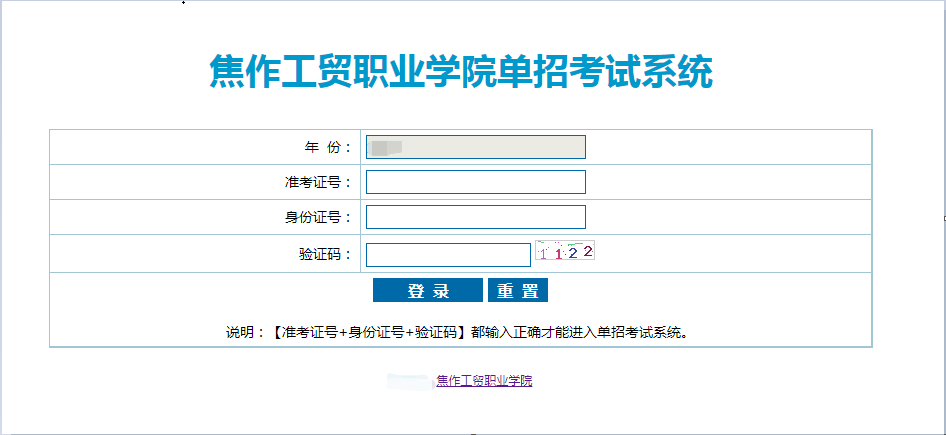 焦作工贸职业学院单招考试系统
年 份：
准考证号：
身份证号：
验证码：
1122
登 录 重 置
说明：【准考证号+身份证号+验证码】都输入正确才能进入单招考试系统。
焦作工贸职业学院